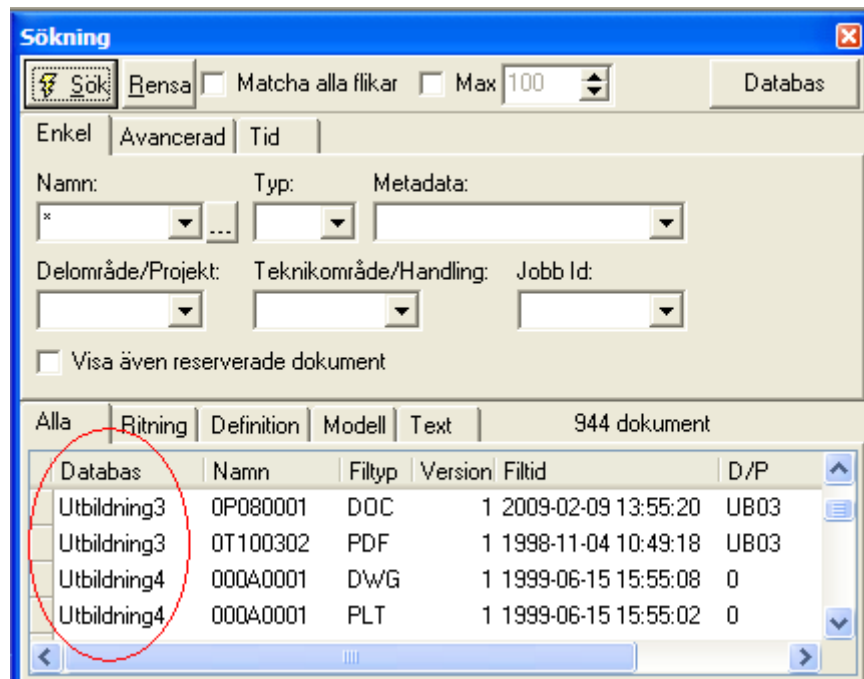 Sökning
Sök Rensa Matcha alla flikar Max 100 Databas
Enkel Avancerad Tid
Namn: Typ: Metadata:
* ...
Delområde/Projekt: Teknikområde/Handling: Jobb Id:
Visa även reserverade dokument
Alla Ritning Definition Modell Text 944 dokument
Databas Namn Filtyp Version Filtid D/P
Utbildning3 0P080001 DOC 1 2009-02-09 13:55:20 UB03
Utbildning3 0T100302 PDF 1 1998-11-04 10:49:18 UB03
Utbildning4 000A0001 DWG 1 1999-06-15 15:55:08 0
Utbildning4 000A0001 PLT 1 1999-06-15 15:55:02 0